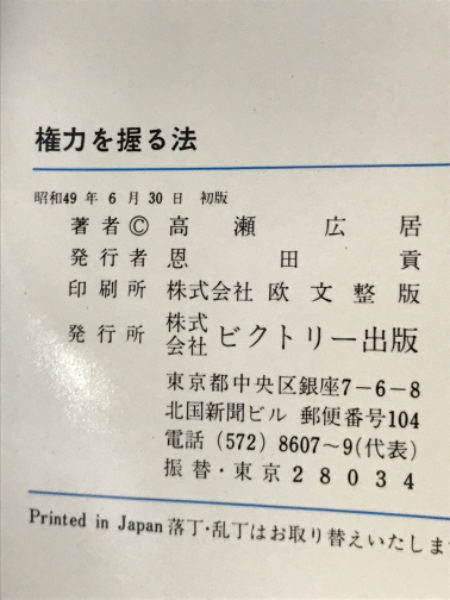 権力を握る法
昭和49年6月30日 初版
著者© 高瀬広居
発行者 恩田貢
印刷所 株式会社 欧文整版
発行所 株式会社 ビクトリー出版
東京都中央区銀座7-6-8
北国新聞ビル 郵便番号104
電話 (572) 8607～9(代表)
振替・東京28034
Printed in Japan 落丁・乱丁はお取り替えいたしま